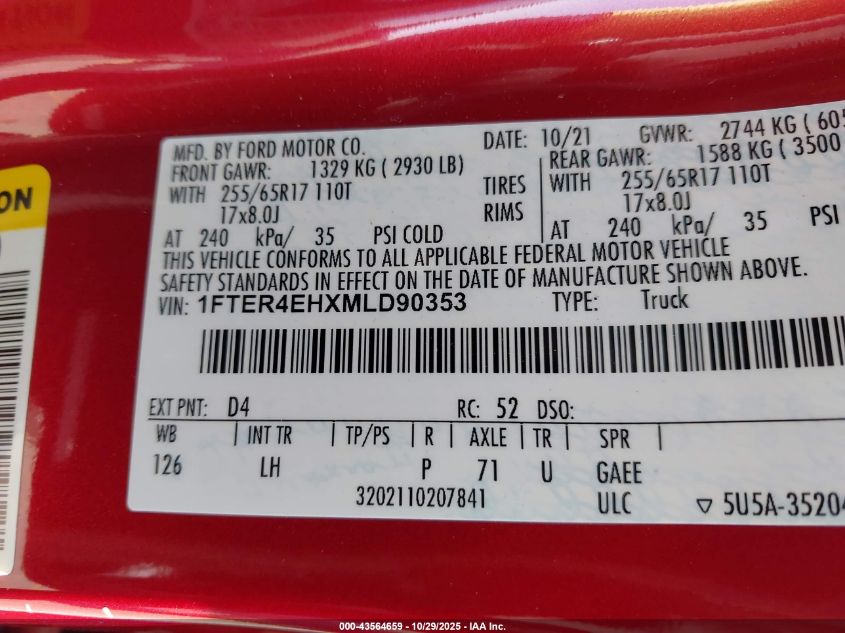 ON
MFD. BY FORD MOTOR CO. DATE: 10/21 GVWR: 2744 KG ( 605
FRONT GAWR: 1329 KG ( 2930 LB) REAR GAWR: 1588 KG ( 3500
WITH 255/65R17 110T TIRES WITH 255/65R17 110T
17x8.0J RIMS 17x8.0J
AT 240 kPa/ 35 PSI COLD AT 240 kPa/ 35 PSI
THIS VEHICLE CONFORMS TO ALL APPLICABLE FEDERAL MOTOR VEHICLE
SAFETY STANDARDS IN EFFECT ON THE DATE OF MANUFACTURE SHOWN ABOVE.
VIN: 1FTER4EHXMLD90353 TYPE: Truck
EXT PNT: D4 RC: 52 DSO:
WB INT TR TP/PS R AXLE TR SPR
126 LH P 71 U GAEE
3202110207841 ULC 5U5A-35204
000-43564659 - 10/29/2025 - IAA Inc.